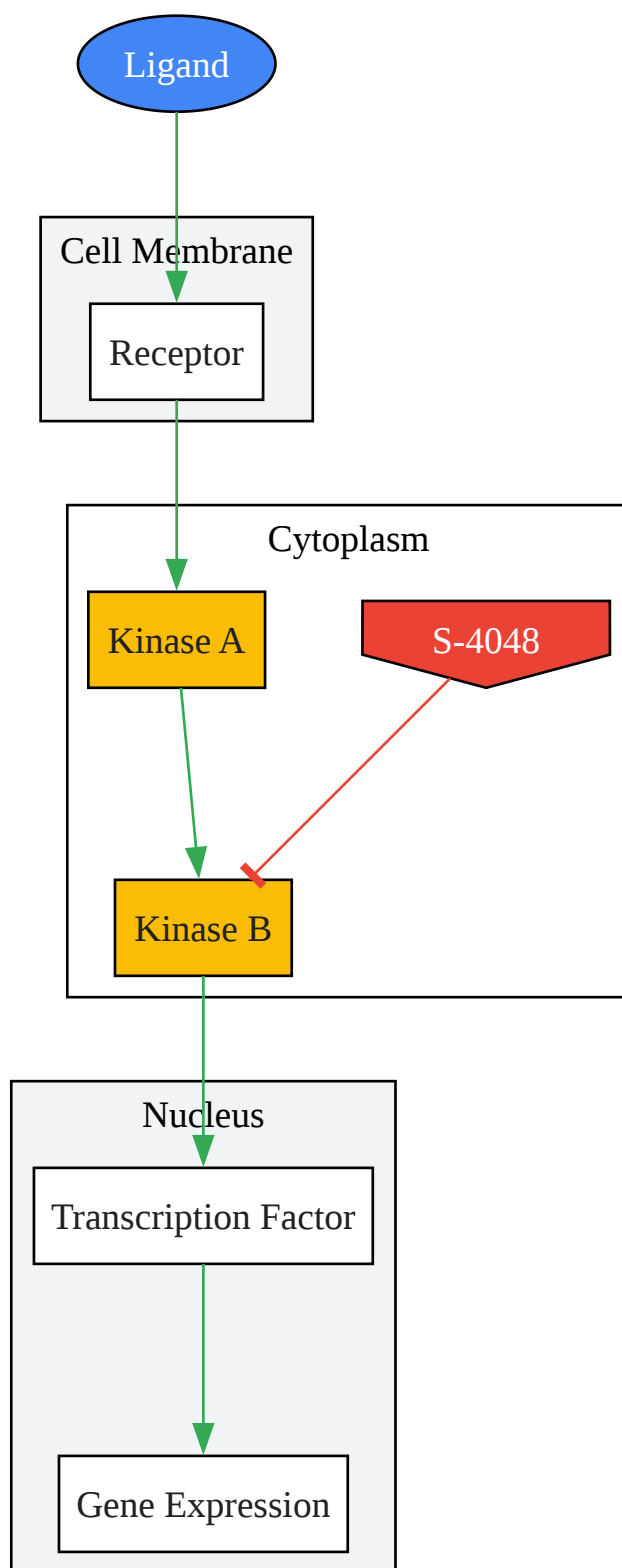 Ligand
Cell Membrane
Receptor
Cytoplasm
Kinase A
S-4048
Kinase B
Nucleus
Transcription Factor
Gene Expression